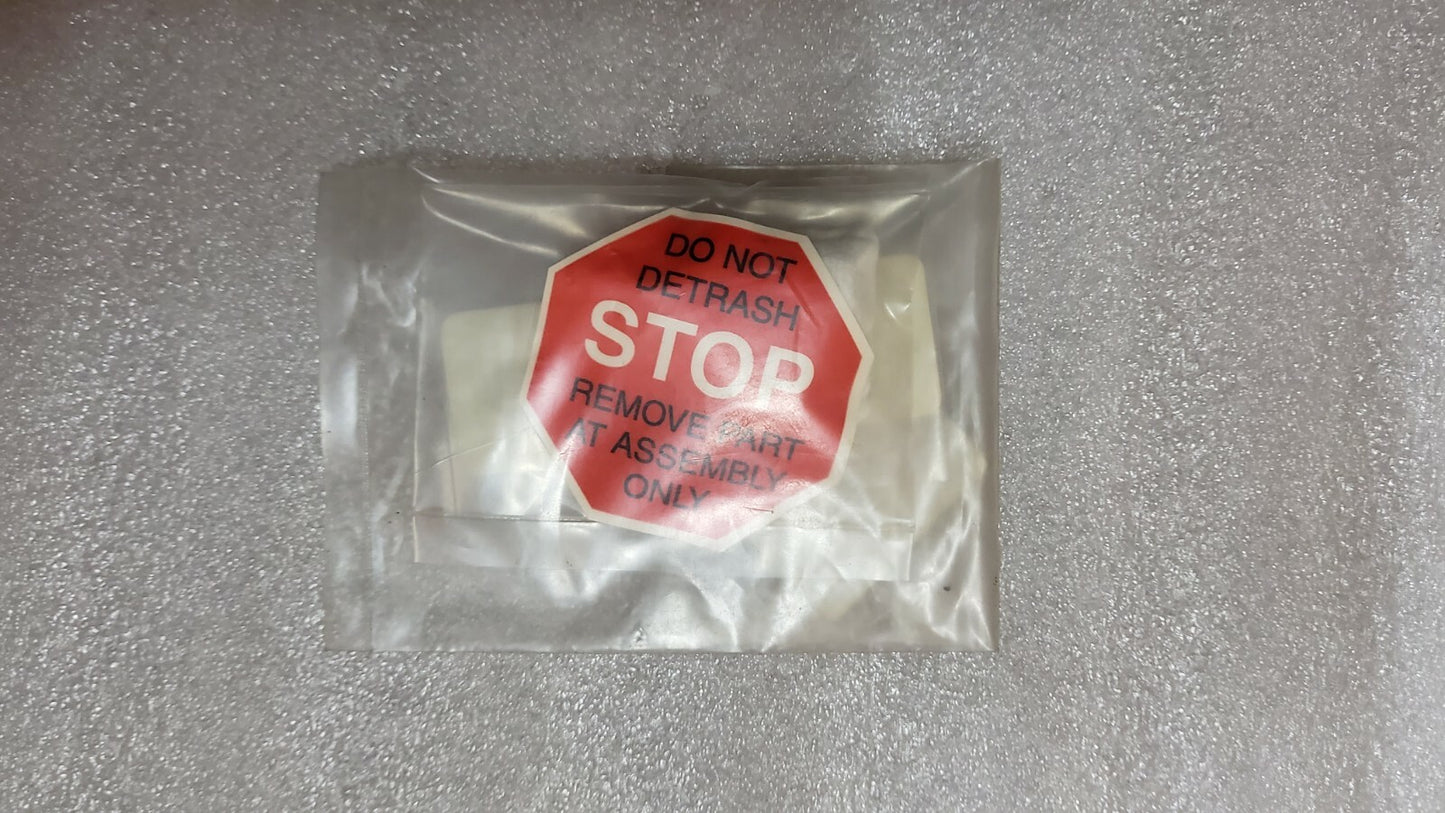 DO NOT
DETRASH
STOP
REMOVE PART
AT ASSEMBLY
ONLY